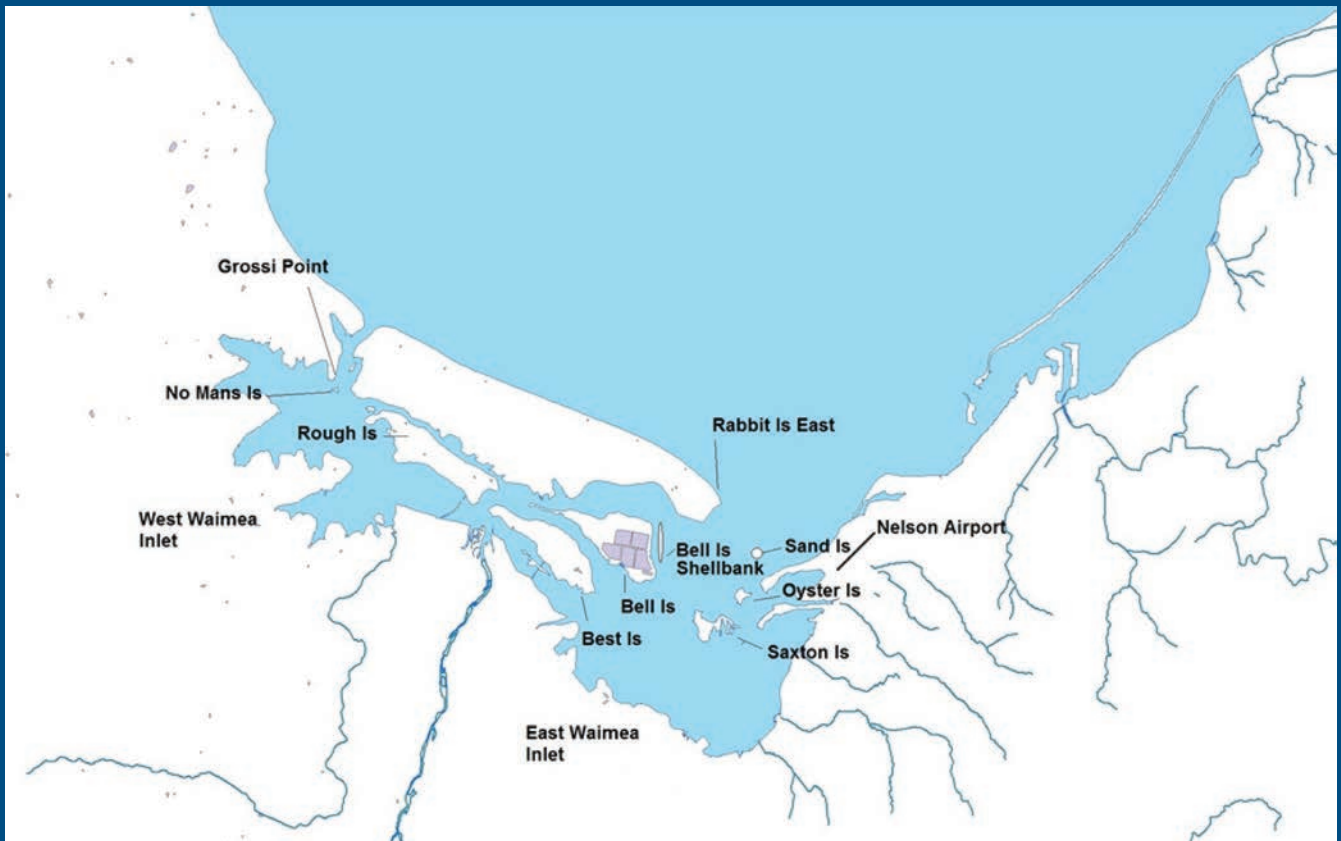 Grossi Point
No Mans Is
Rabbit Is East
Rough Is
West Waimea
Inlet
Nelson Airport
Bell Is
Shellbank
Sand Is
Oyster Is
Bell Is
Best Is
Saxton Is
East Waimea
Inlet